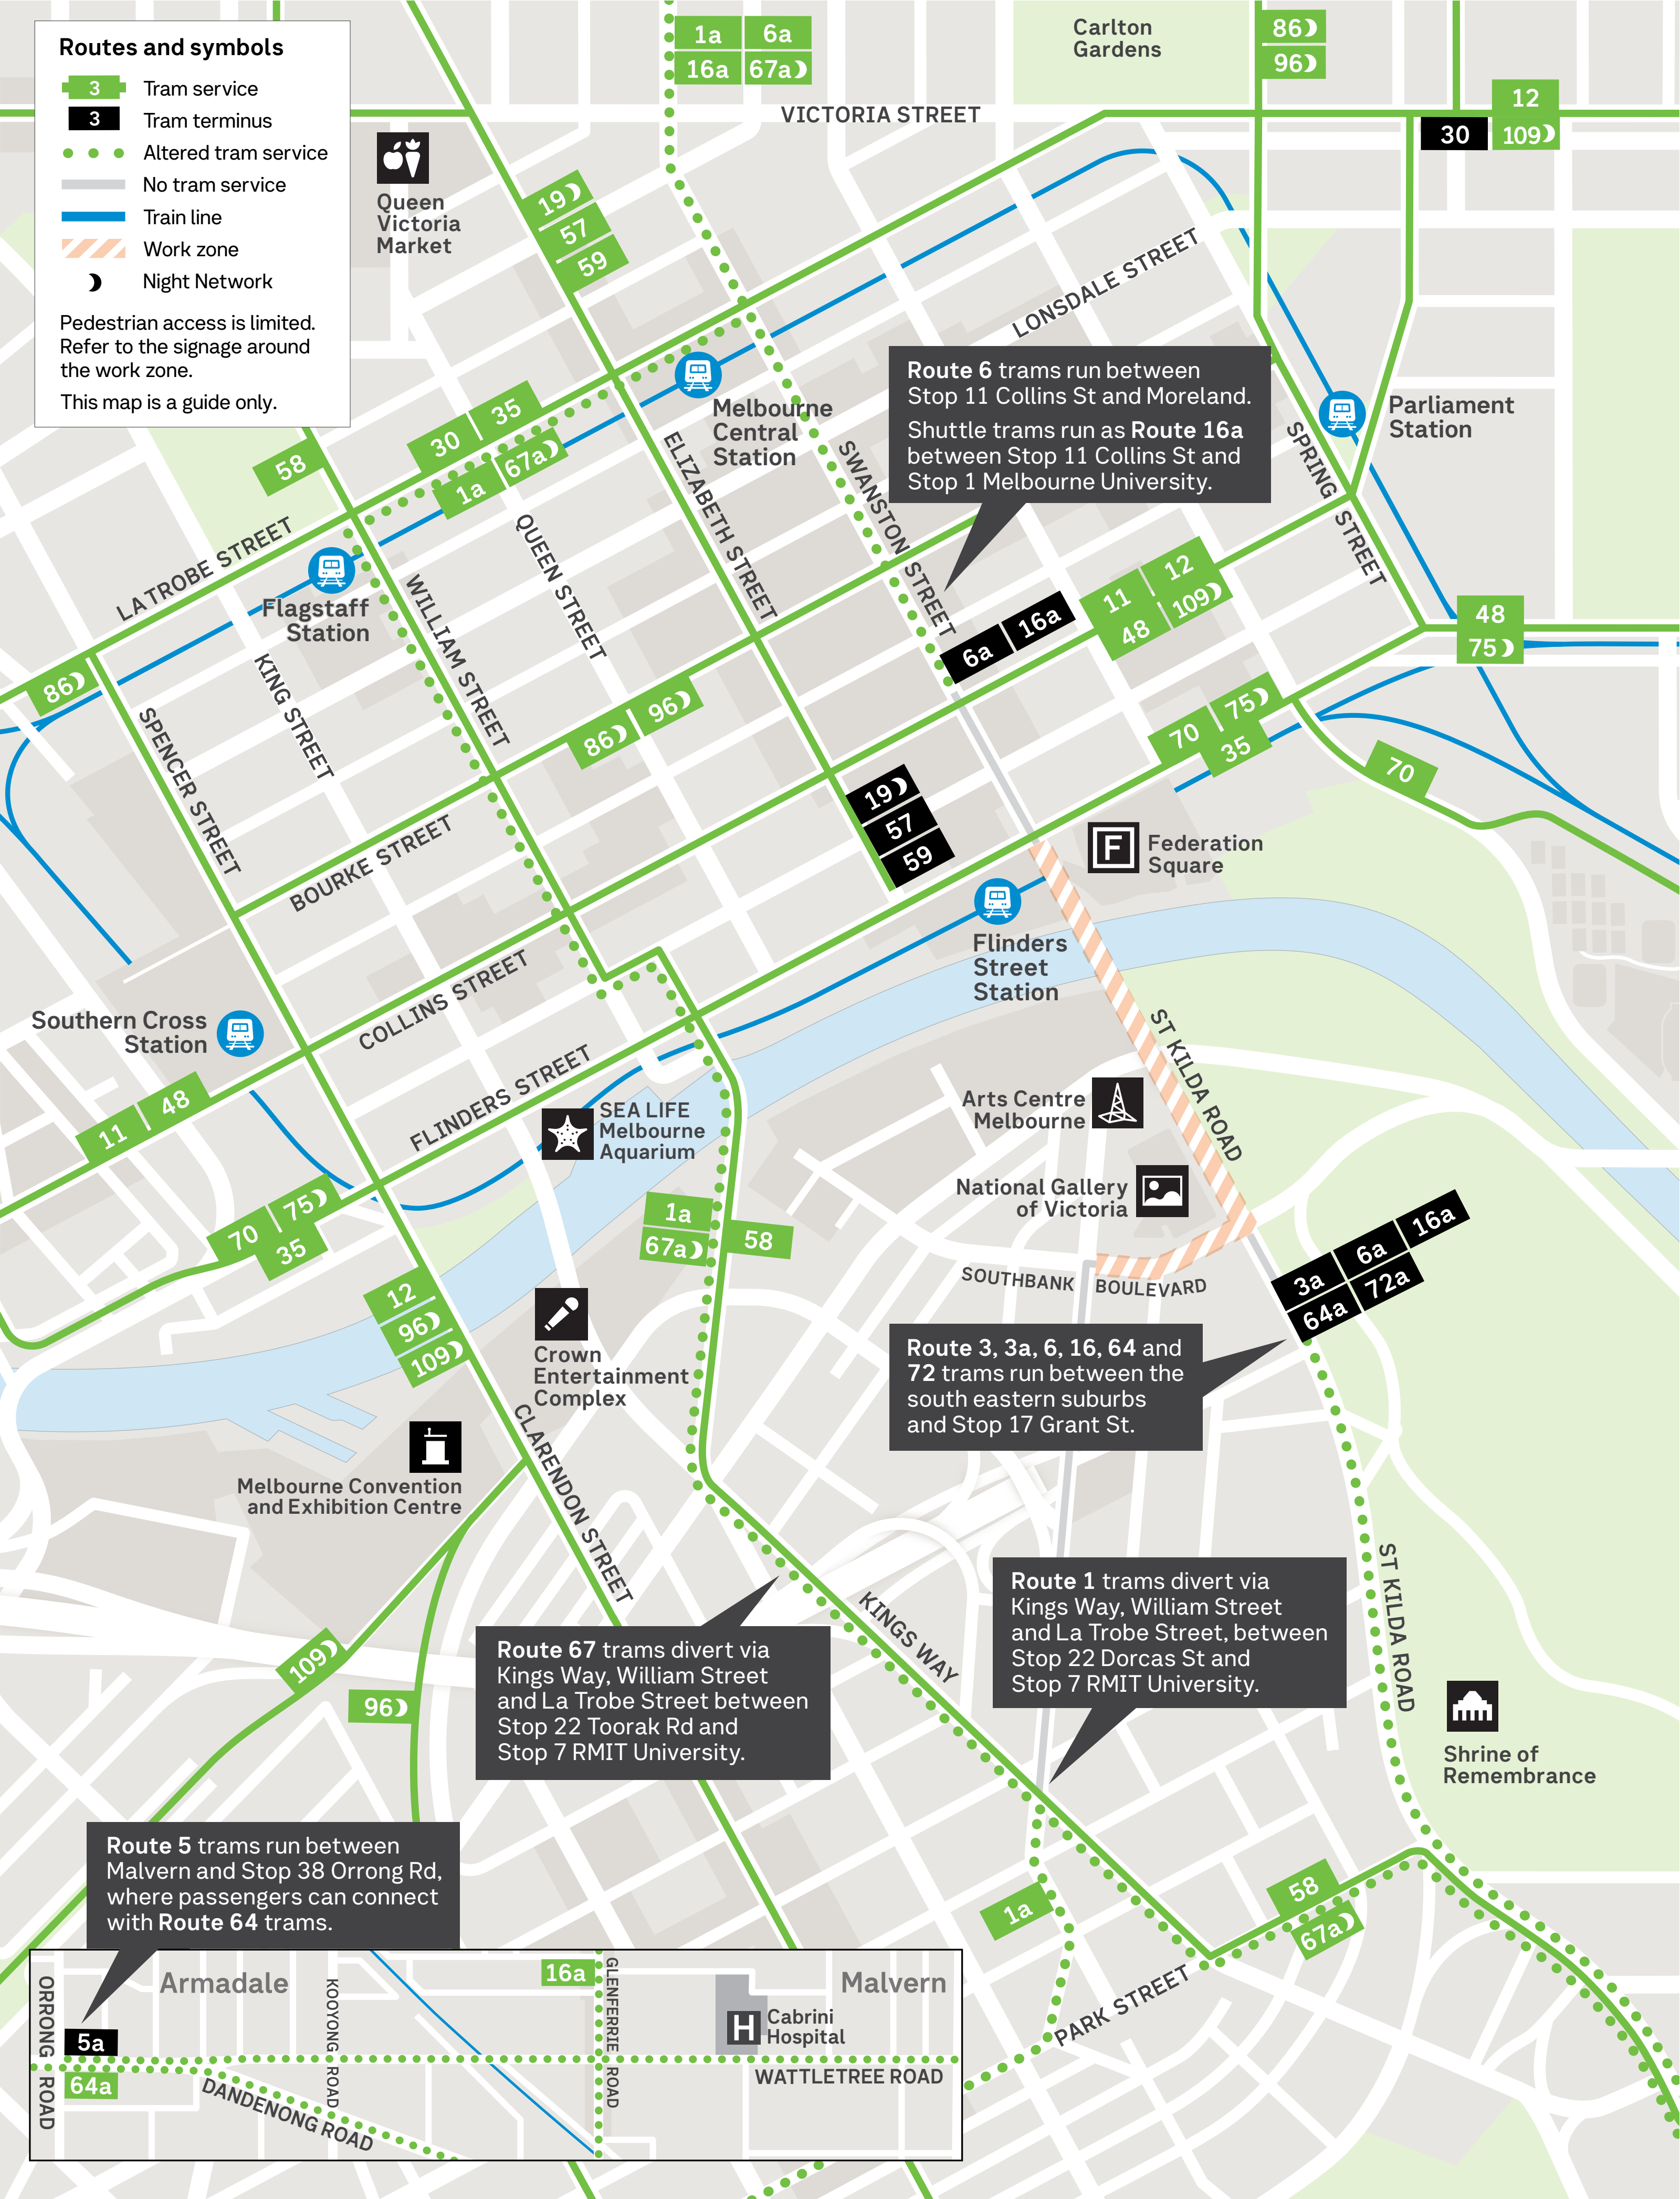 Routes and symbols
3 Tram service
3 Tram terminus
Altered tram service
No tram service
Train line
Work zone
Night Network
Pedestrian access is limited.
Refer to the signage around
the work zone.
This map is a guide only.
1a 6a
16a 67a
Carlton
Gardens
86
96
VICTORIA STREET
12
30 109
Queen
Victoria
Market
19
57
59
LONSDALE STREET
Route 6 trams run between
Stop 11 Collins St and Moreland.
Shuttle trams run as Route 16a
between Stop 11 Collins St and
Stop 1 Melbourne University.
Parliament
Station
Melbourne
Central
Station
30 35
1a 67a
58
LATROBE STREET
Flagstaff
Station
ELIZABETH STREET
SWANSTON STREET
SPRING STREET
QUEEN STREET
WILLIAM STREET
KING STREET
SPENCER STREET
86
6a 16a
11 12
48 109
48
75
86 96
70 75
35
70
19
57
59
Federation
Square
BOURKE STREET
Flinders
Street
Station
COLLINS STREET
Southern Cross
Station
FLINDERS STREET
11 48
SEA LIFE
Melbourne
Aquarium
ST KILDA ROAD
Arts Centre
Melbourne
National Gallery
of Victoria
70 75
35
1a
67a
58
SOUTHBANK BOULEVARD
3a 6a 16a
64a 72a
12
96
109
Crown
Entertainment
Complex
Route 3, 3a, 6, 16, 64 and
72 trams run between the
south eastern suburbs
and Stop 17 Grant St.
CLARENDON STREET
Melbourne Convention
and Exhibition Centre
ST KILDA ROAD
KINGS WAY
Route 1 trams divert via
Kings Way, William Street
and La Trobe Street, between
Stop 22 Dorcas St and
Stop 7 RMIT University.
Route 67 trams divert via
Kings Way, William Street
and La Trobe Street between
Stop 22 Toorak Rd and
Stop 7 RMIT University.
109
96
Shrine of
Remembrance
Route 5 trams run between
Malvern and Stop 38 Orrong Rd,
where passengers can connect
with Route 64 trams.
1a
58
67a
PARK STREET
ORRONG ROAD
Armadale
KOOYONG ROAD
16a
GLENFERRIE ROAD
Malvern
Cabrini
Hospital
H
5a
64a
DANDENONG ROAD
WATTLETREE ROAD
F